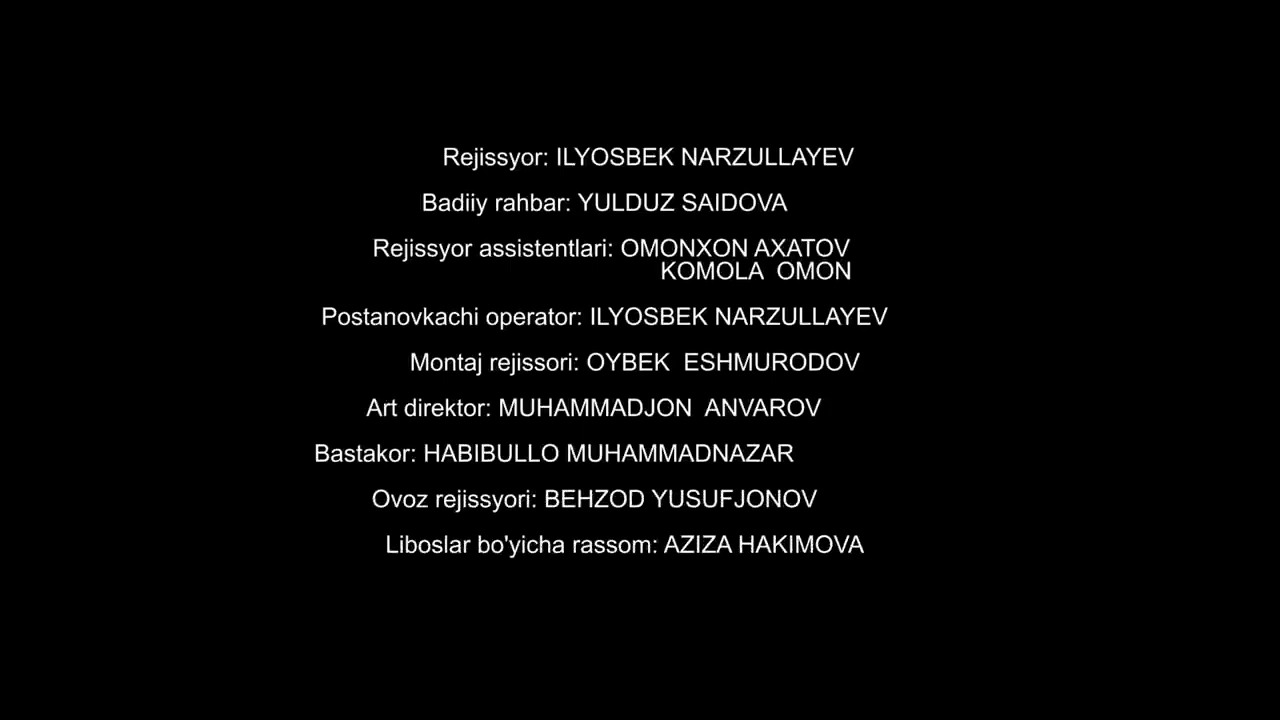 Rejissyor: ILYOSBEK NARZULLAYEV
Badiiy rahbar: YULDUZ SAIDOVA
Rejissyor assistentlari: OMONXON AXATOV
KOMOLA OMON
Postanovkachi operator: ILYOSBEK NARZULLAYEV
Montaj rejissori: OYBEK ESHMURODOV
Art direktor: MUHAMMADJON ANVAROV
Bastakor: HABIBULLO MUHAMMADNAZAR
Ovoz rejissyori: BEHZOD YUSUFJONOV
Liboslar bo'yicha rassom: AZIZA HAKIMOVA